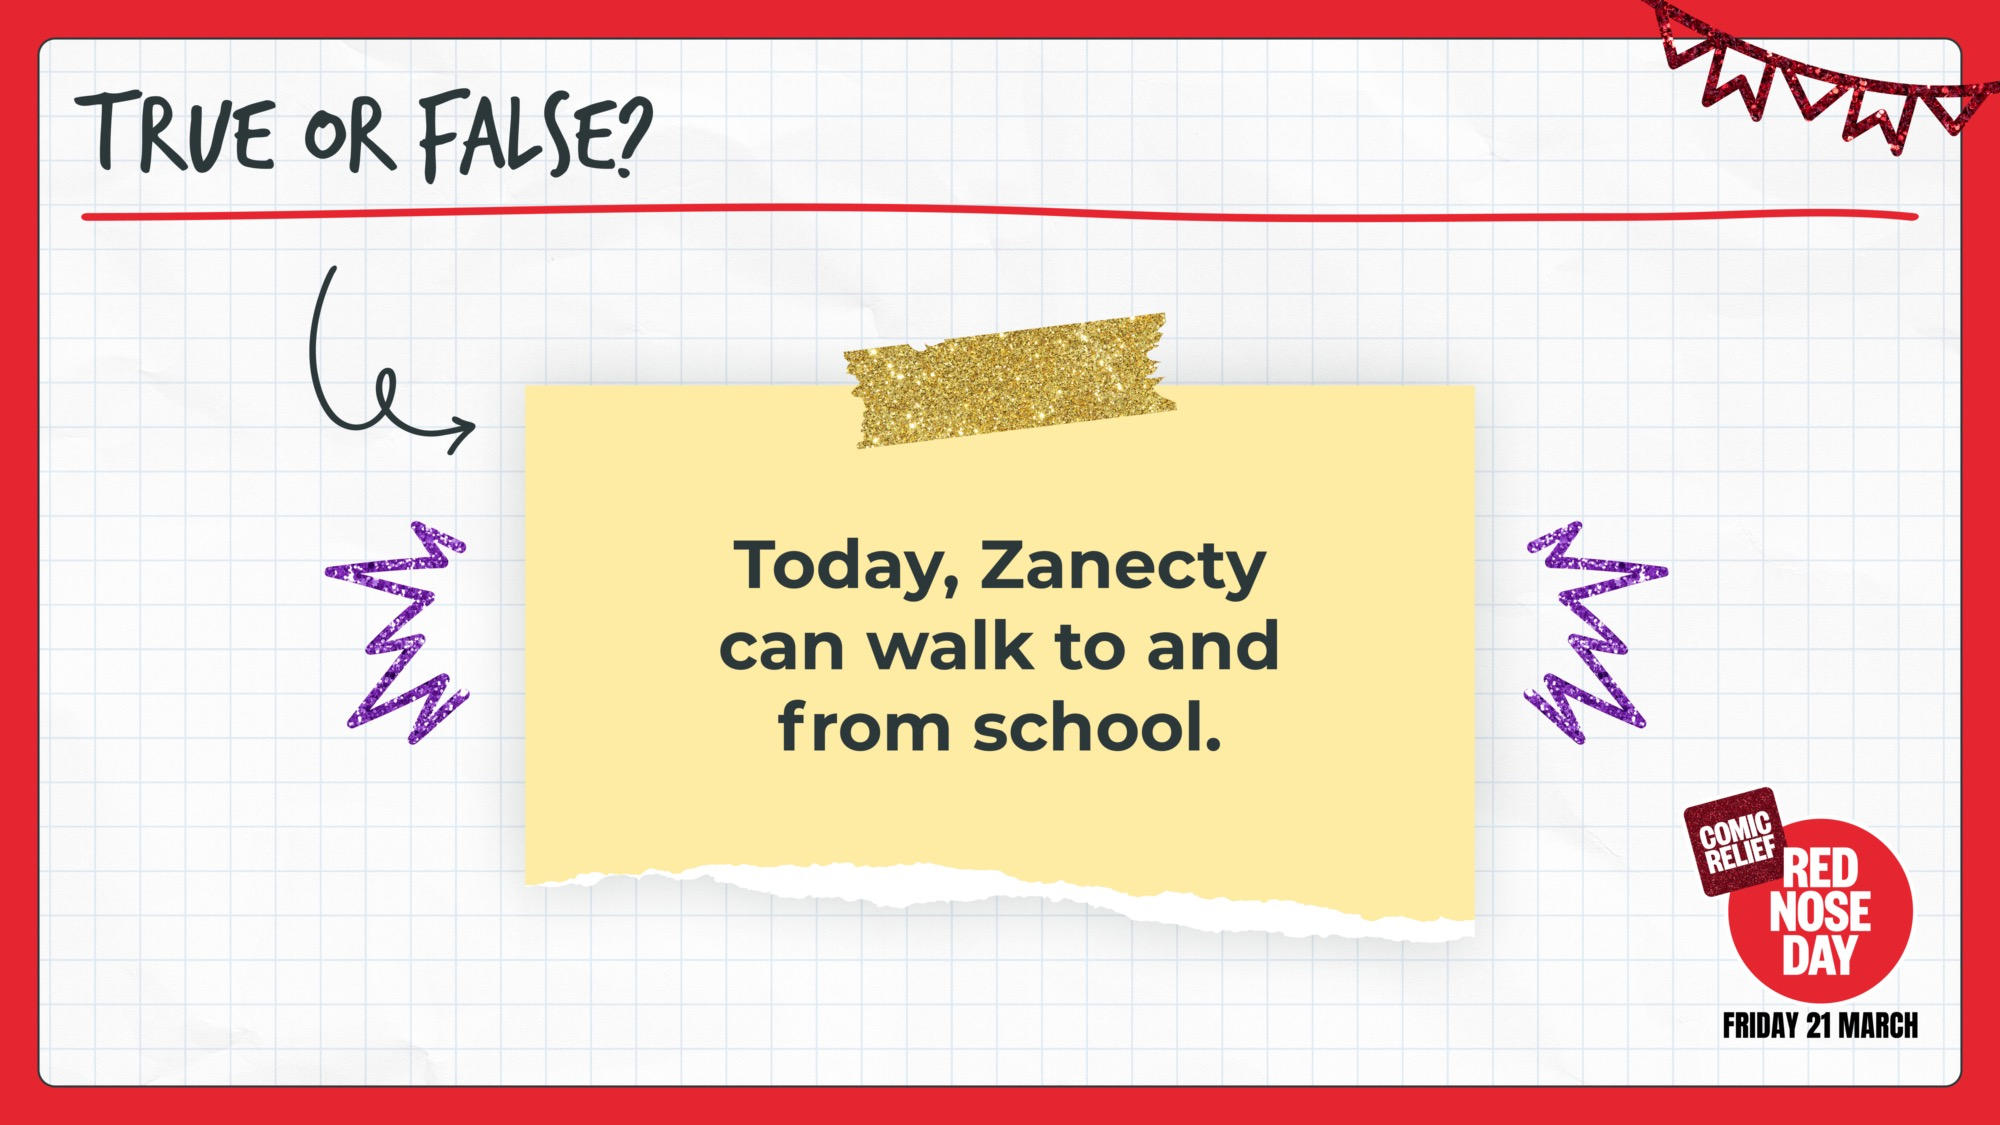 TRUE OR FALSE?
Today, Zanecty
can walk to and
from school.
COMIC
RELIEF
RED
NOSE
DAY
FRIDAY 21 MARCH